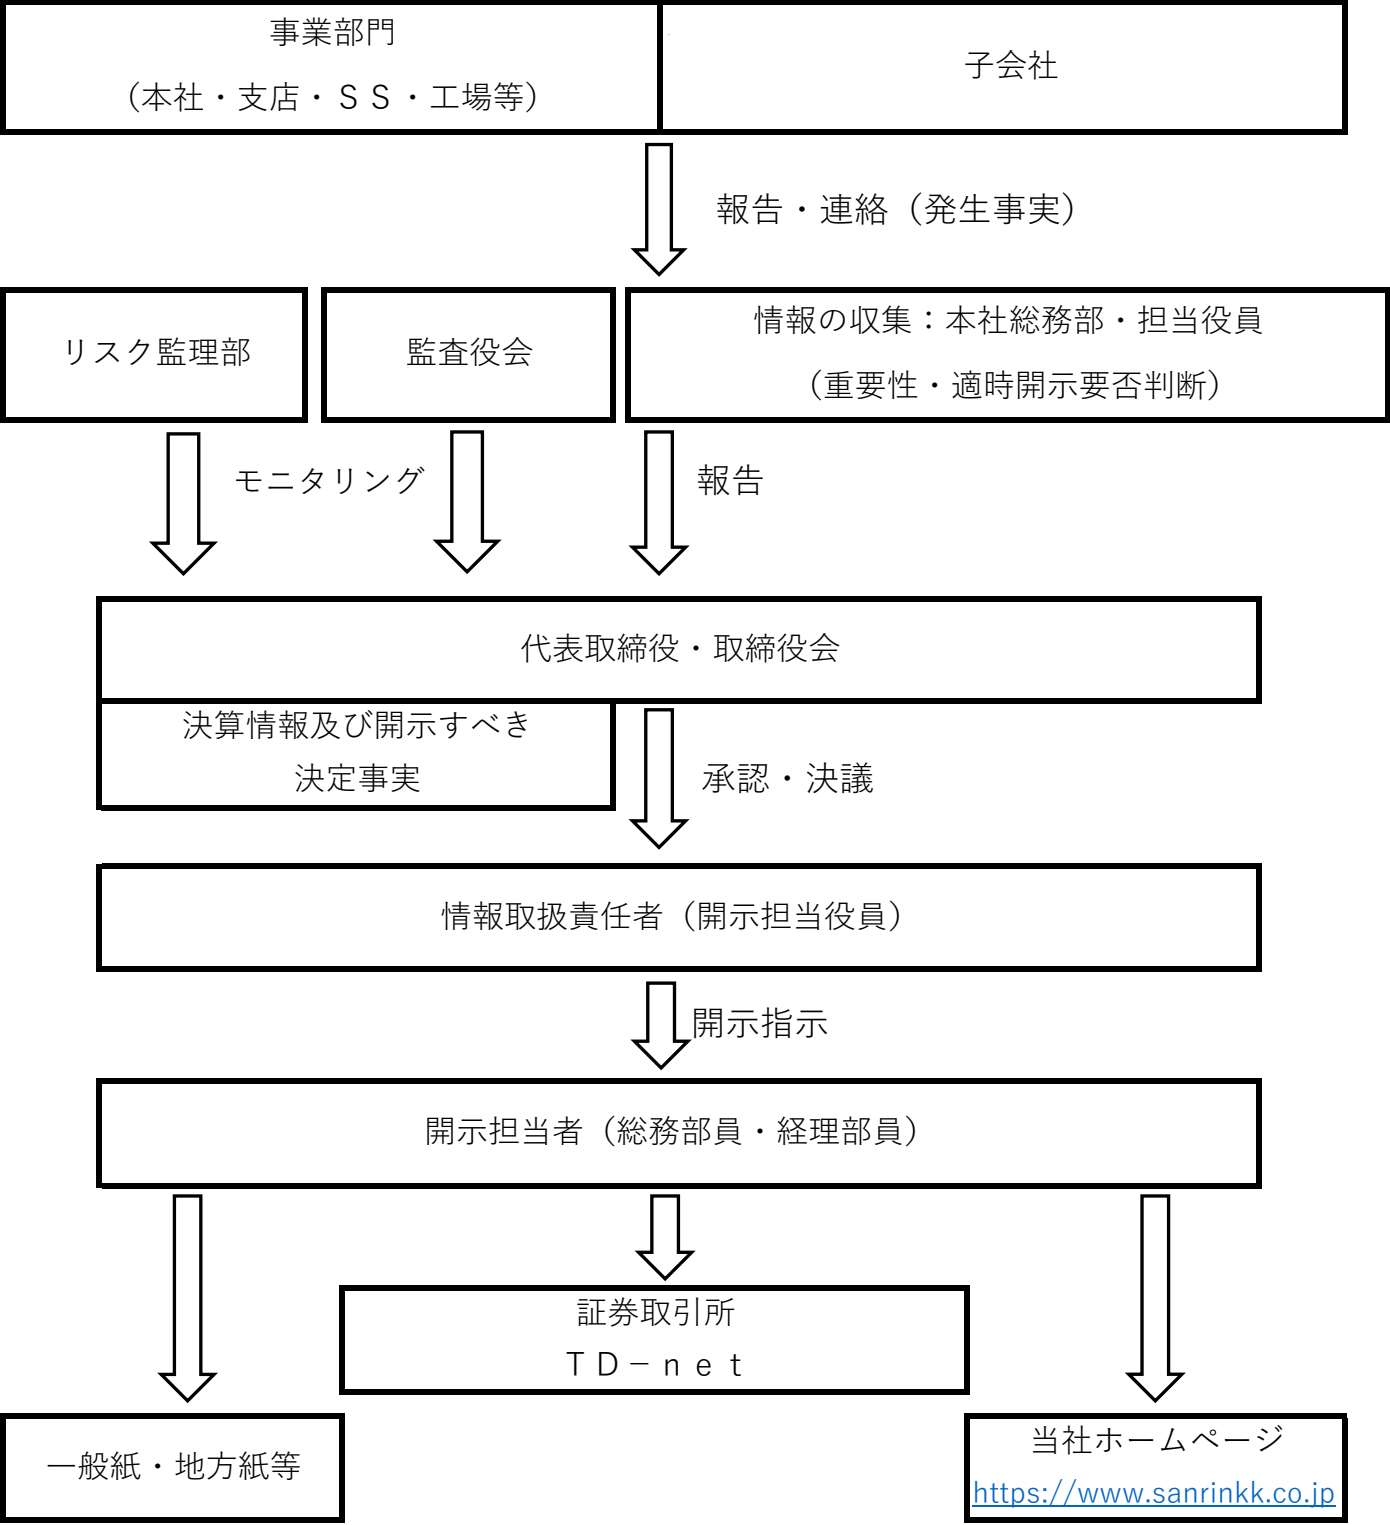 事業部門
（本社・支店・ＳＳ・工場等）
子会社
報告・連絡（発生事実）
リスク監理部
監査役会
情報の収集：本社総務部・担当役員
（重要性・適時開示要否判断）
モニタリング
報告
代表取締役・取締役会
決算情報及び開示すべき
決定事実
承認・決議
情報取扱責任者（開示担当役員）
開示指示
開示担当者（総務部員・経理部員）
証券取引所
ＴＤ－ｎｅｔ
一般紙・地方紙等
当社ホームページ
https://www.sanrinkk.co.jp